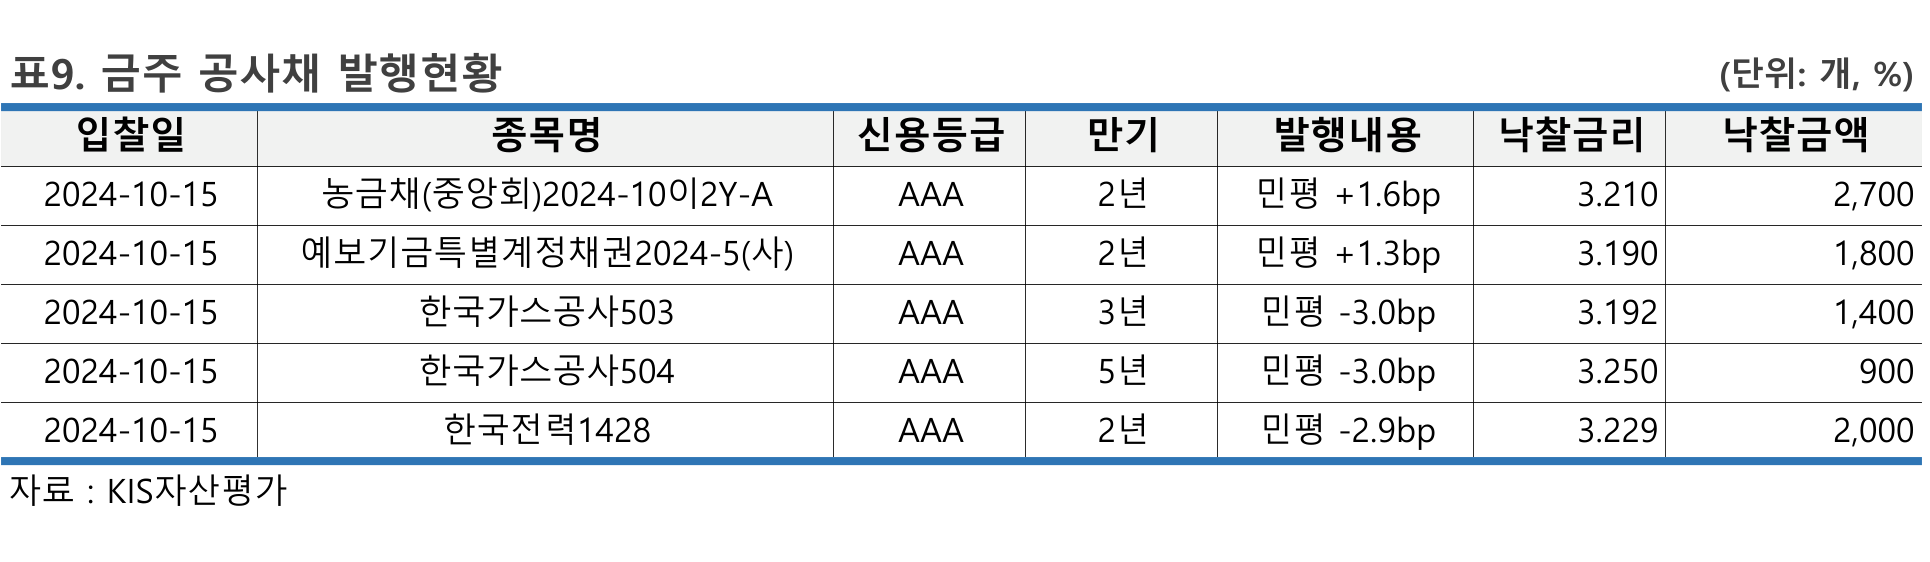 표9. 금주 공사채 발행현황 (단위: 개, %)
입찰일 종목명 신용등급 만기 발행내용 낙찰금리 낙찰금액
2024-10-15 농금채(중앙회)2024-10이2Y-A AAA 2년 민평 +1.6bp 3.210 2,700
2024-10-15 예보기금특별계정채권2024-5(사) AAA 2년 민평 +1.3bp 3.190 1,800
2024-10-15 한국가스공사503 AAA 3년 민평 -3.0bp 3.192 1,400
2024-10-15 한국가스공사504 AAA 5년 민평 -3.0bp 3.250 900
2024-10-15 한국전력1428 AAA 2년 민평 -2.9bp 3.229 2,000
자료 : KIS자산평가